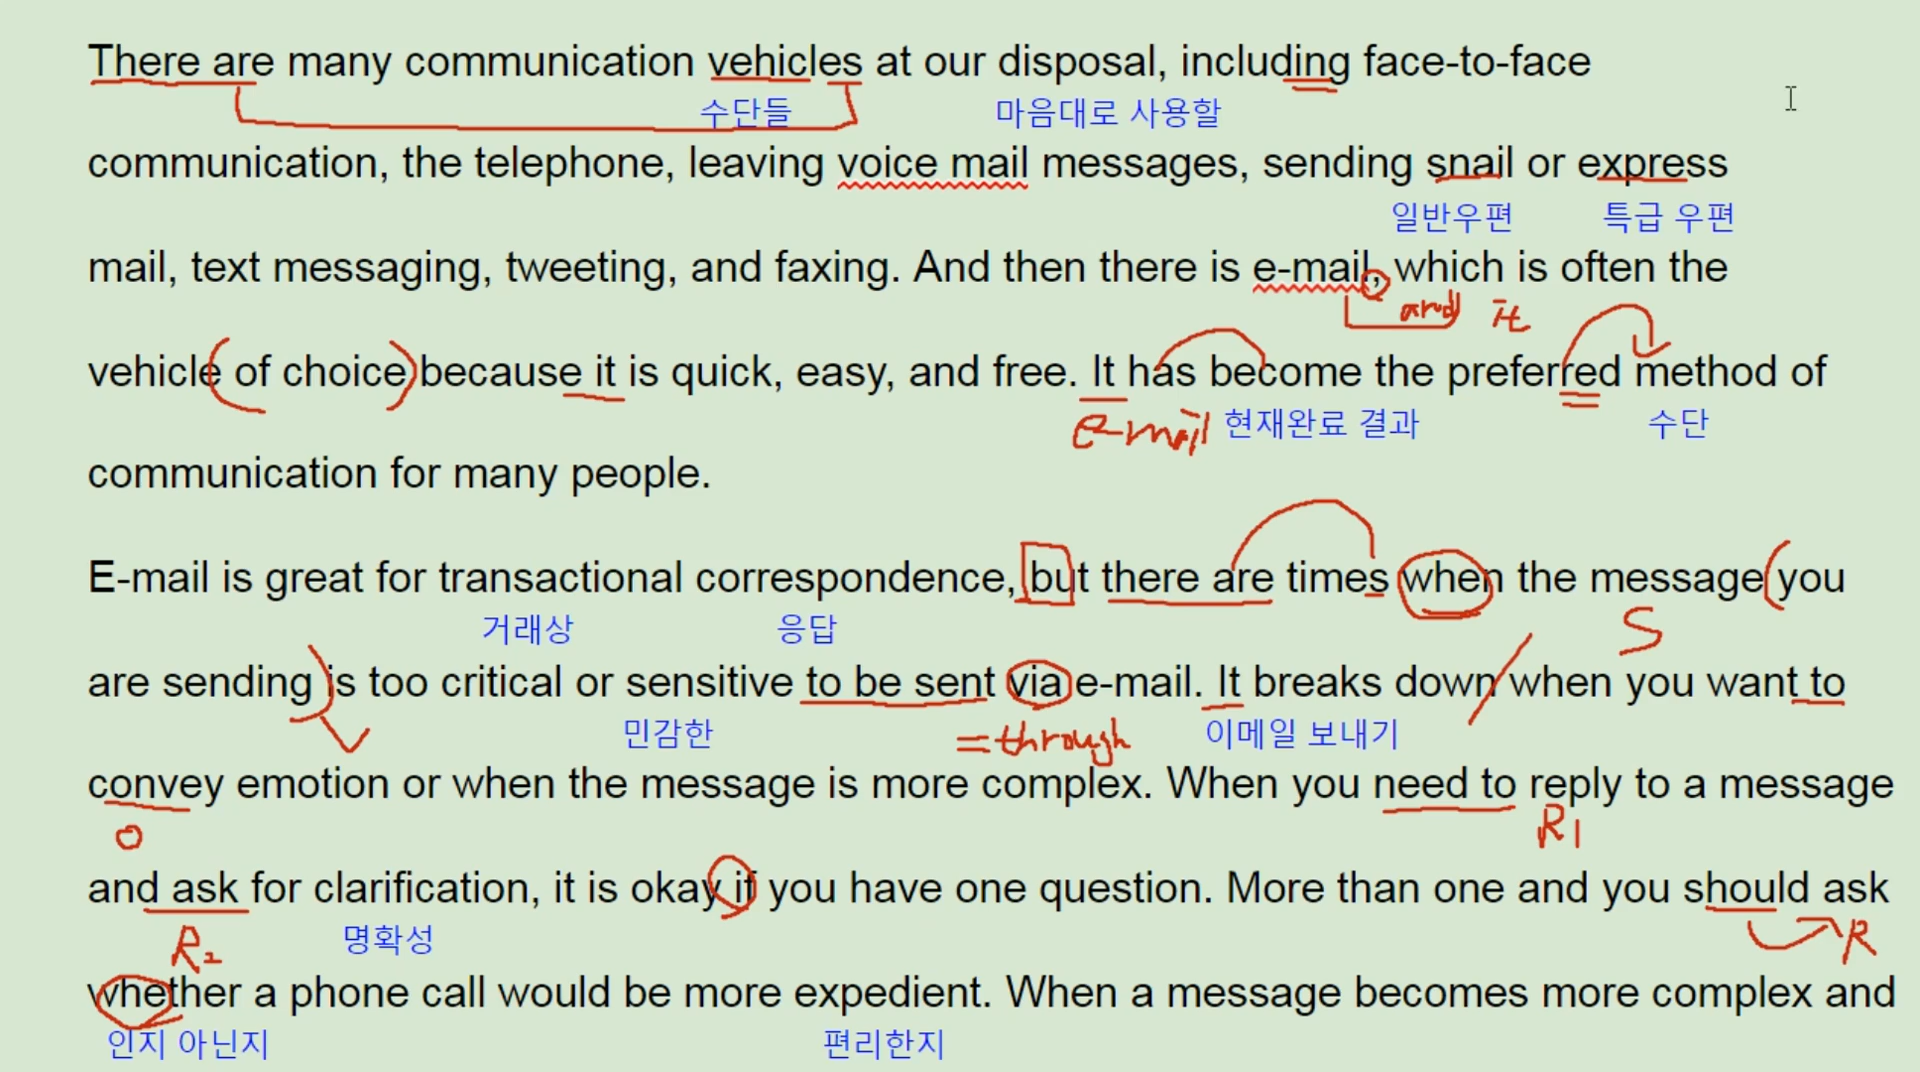 There are many communication vehicles at our disposal, including face-to-face
수단들 마음대로 사용할
communication, the telephone, leaving voice mail messages, sending snail or express
일반우편 특급 우편
mail, text messaging, tweeting, and faxing. And then there is e-mail, which is often the
and it
vehicle of choice because it is quick, easy, and free. It has become the preferred method of
e-mail 현재완료 결과 수단
communication for many people.
E-mail is great for transactional correspondence, but there are times when the message you
거래상 응답 S
are sending is too critical or sensitive to be sent via e-mail. It breaks down when you want to
민감한 =through 이메일 보내기
convey emotion or when the message is more complex. When you need to reply to a message
O R1
and ask for clarification, it is okay if you have one question. More than one and you should ask
R2 명확성 R
whether a phone call would be more expedient. When a message becomes more complex and
인지 아닌지 편리한지